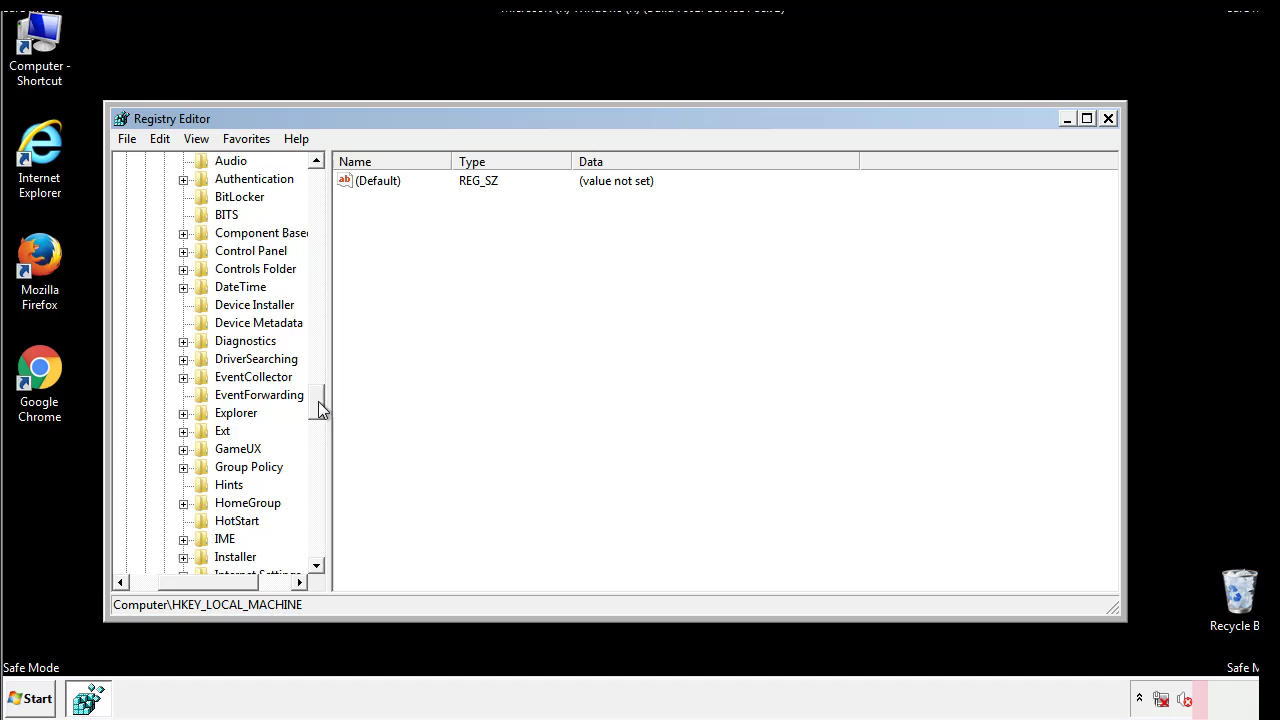 Computer -
Shortcut
Internet
Explorer
Mozilla
Firefox
Google
Chrome
Registry Editor
File Edit View Favorites Help
Name Type Data
(Default) REG_SZ (value not set)
Audio
Authentication
BitLocker
BITS
Component Base
Control Panel
Controls Folder
DateTime
Device Installer
Device Metadata
Diagnostics
DriverSearching
EventCollector
EventForwarding
Explorer
Ext
GameUX
Group Policy
Hints
HomeGroup
HotStart
IME
Installer
Internet Settings
Computer\HKEY_LOCAL_MACHINE
Recycle B
Safe Mode Safe M
Start